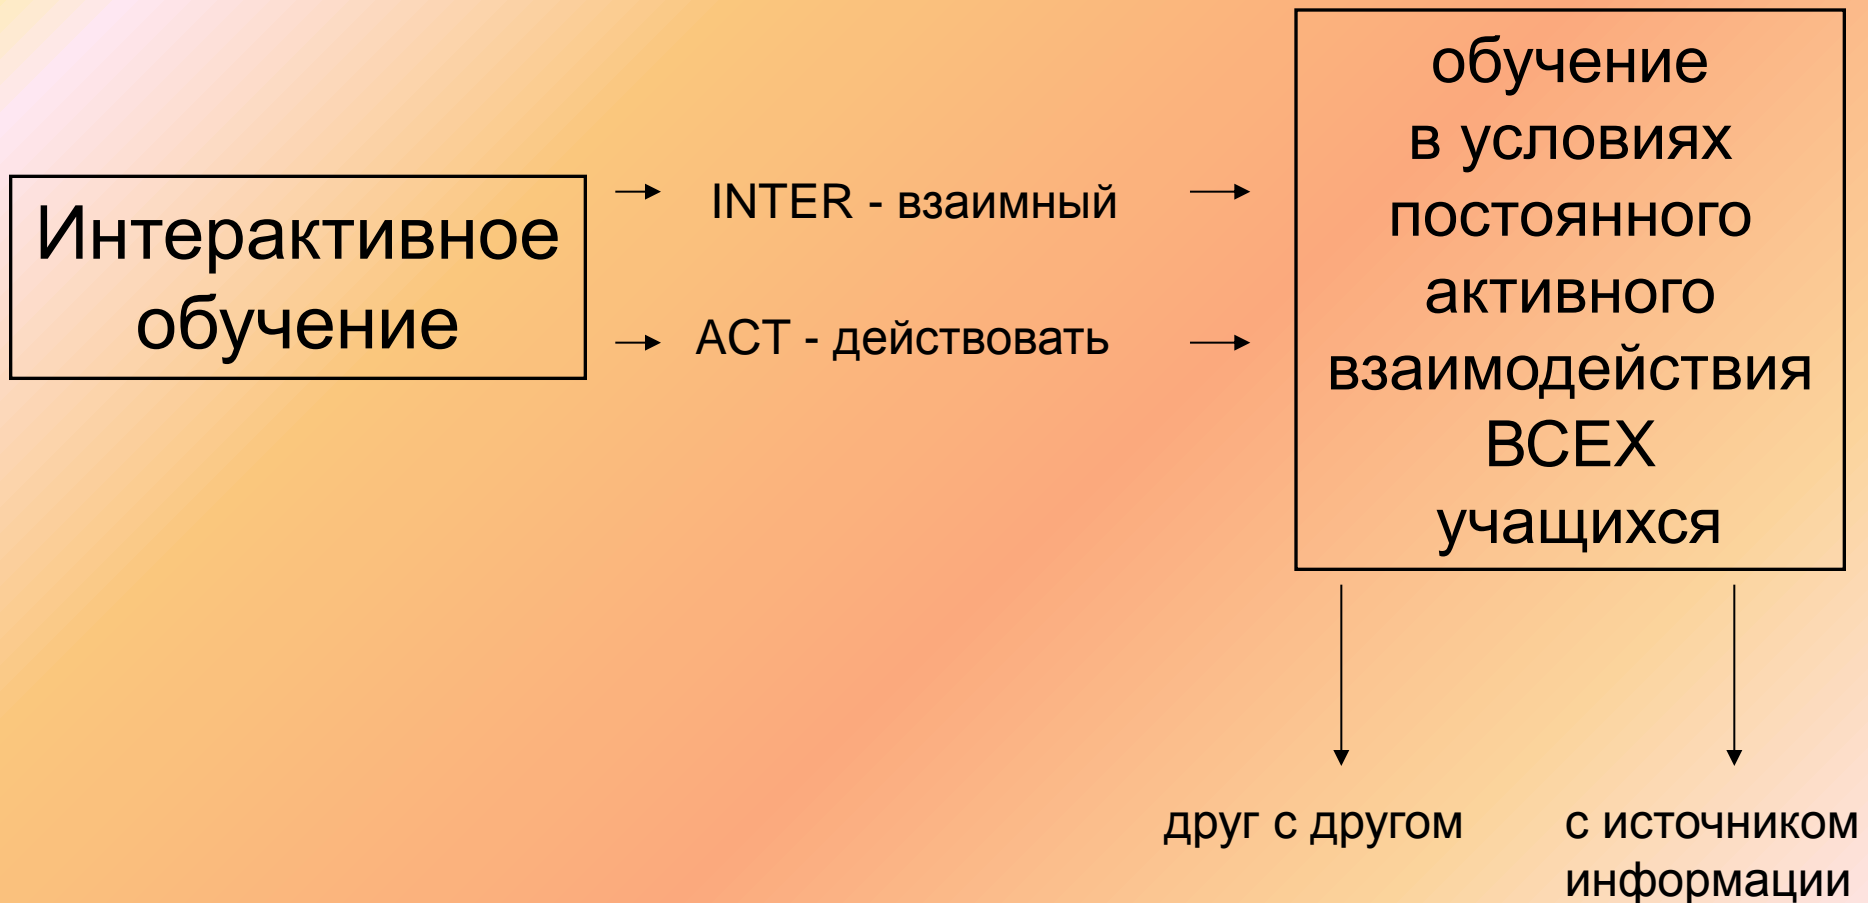 Интерактивное
обучение
INTER - взаимный
ACT - действовать
обучение
в условиях
постоянного
активного
взаимодействия
ВСЕХ
учащихся
друг с другом
с источником
информации